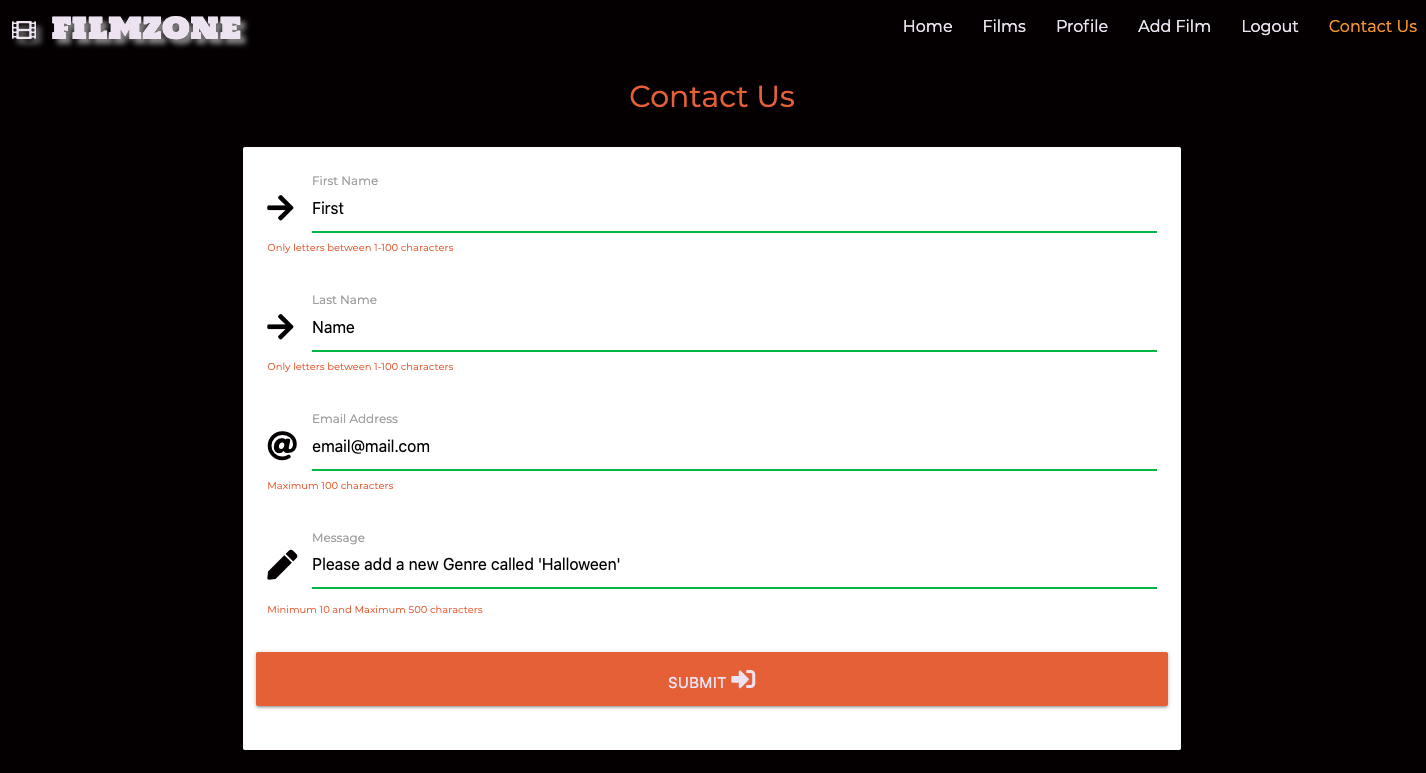 FILMZONE
Home Films Profile Add Film Logout Contact Us
Contact Us
First Name
First
Only letters between 1-100 characters
Last Name
Name
Only letters between 1-100 characters
Email Address
email@mail.com
Maximum 100 characters
Message
Please add a new Genre called 'Halloween'
Minimum 10 and Maximum 500 characters
SUBMIT